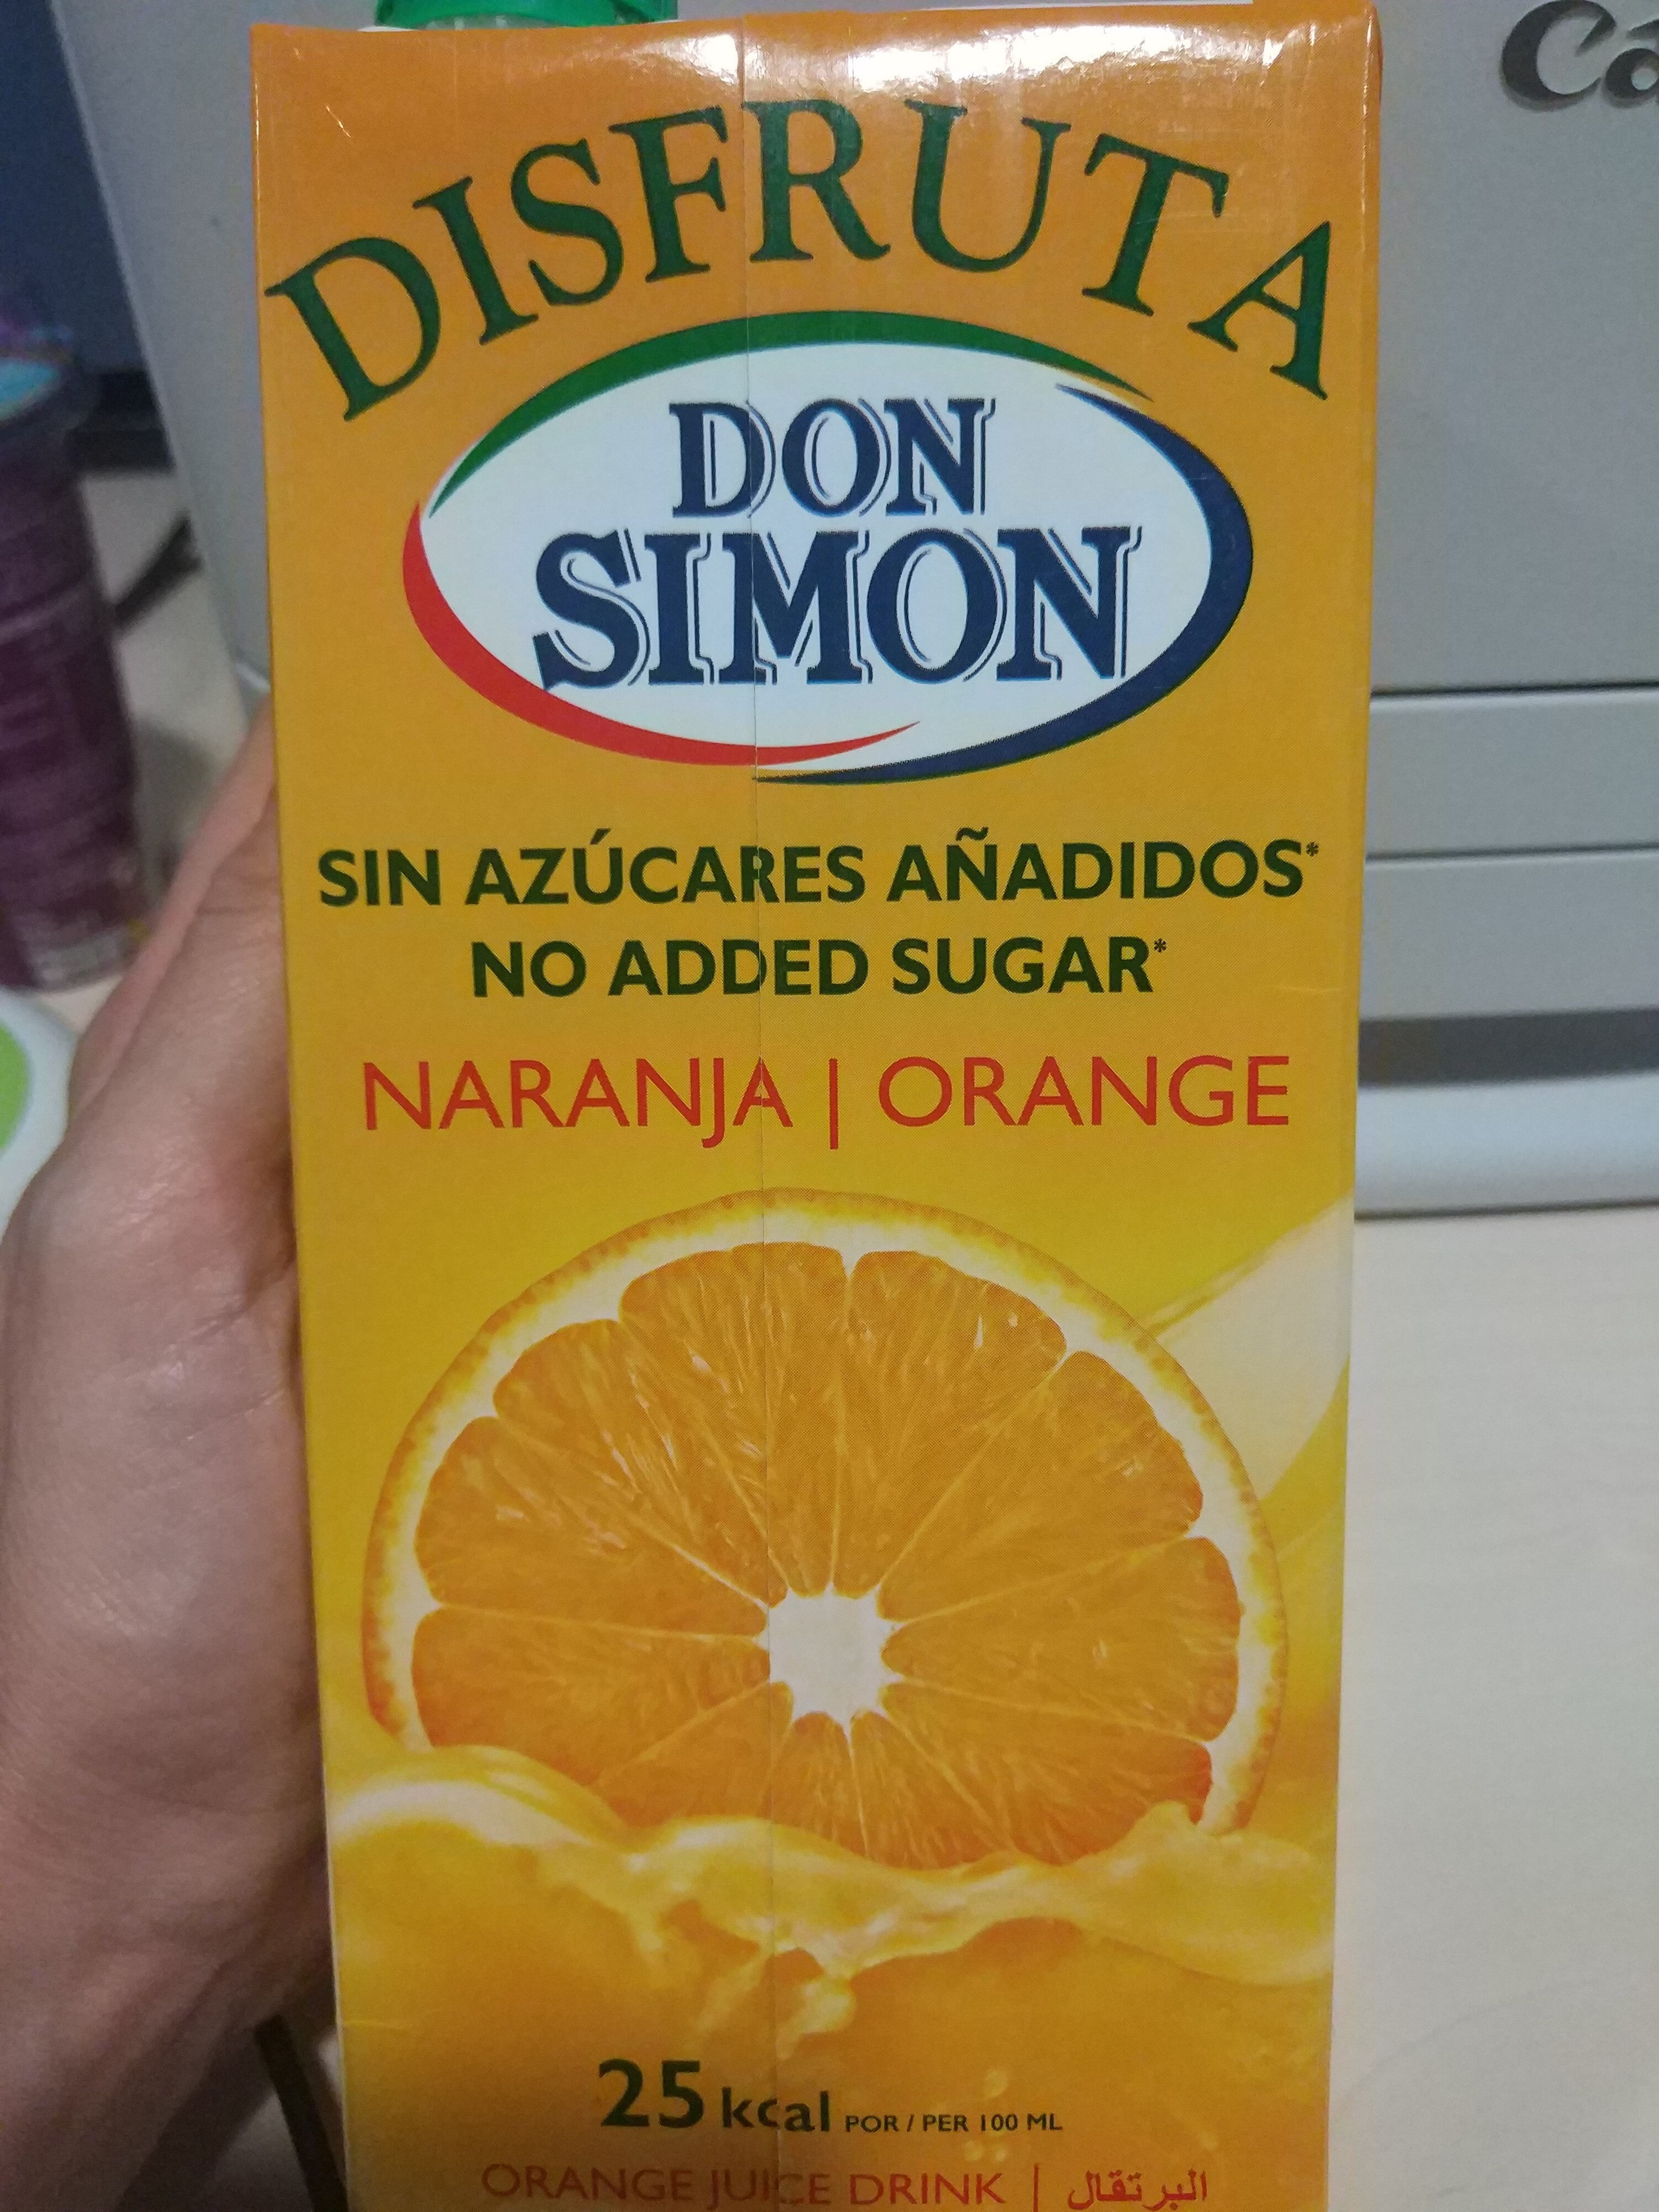 DISFRUTA
DON
SIMON
SIN AZÚCARES AÑADIDOS*
NO ADDED SUGAR*
NARANJA | ORANGE
25 kcal POR / PER 100 ML
ORANGE JUICE DRINK | البرتقال